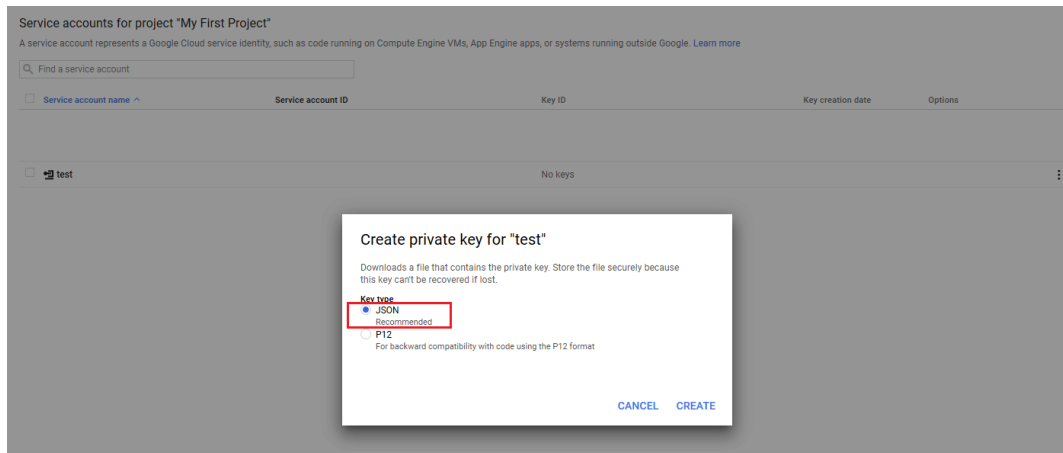 Service accounts for project "My First Project"
A service account represents a Google Cloud service identity, such as code running on Compute Engine VMs, App Engine apps, or systems running outside Google. Learn more
Find a service account
Service account name Service account ID Key ID Key creation date Options
test No keys
Create private key for "test"
Downloads a file that contains the private key. Store the file securely because
this key can't be recovered if lost.
Key type
JSON
Recommended
P12
For backward compatibility with code using the P12 format
CANCEL CREATE